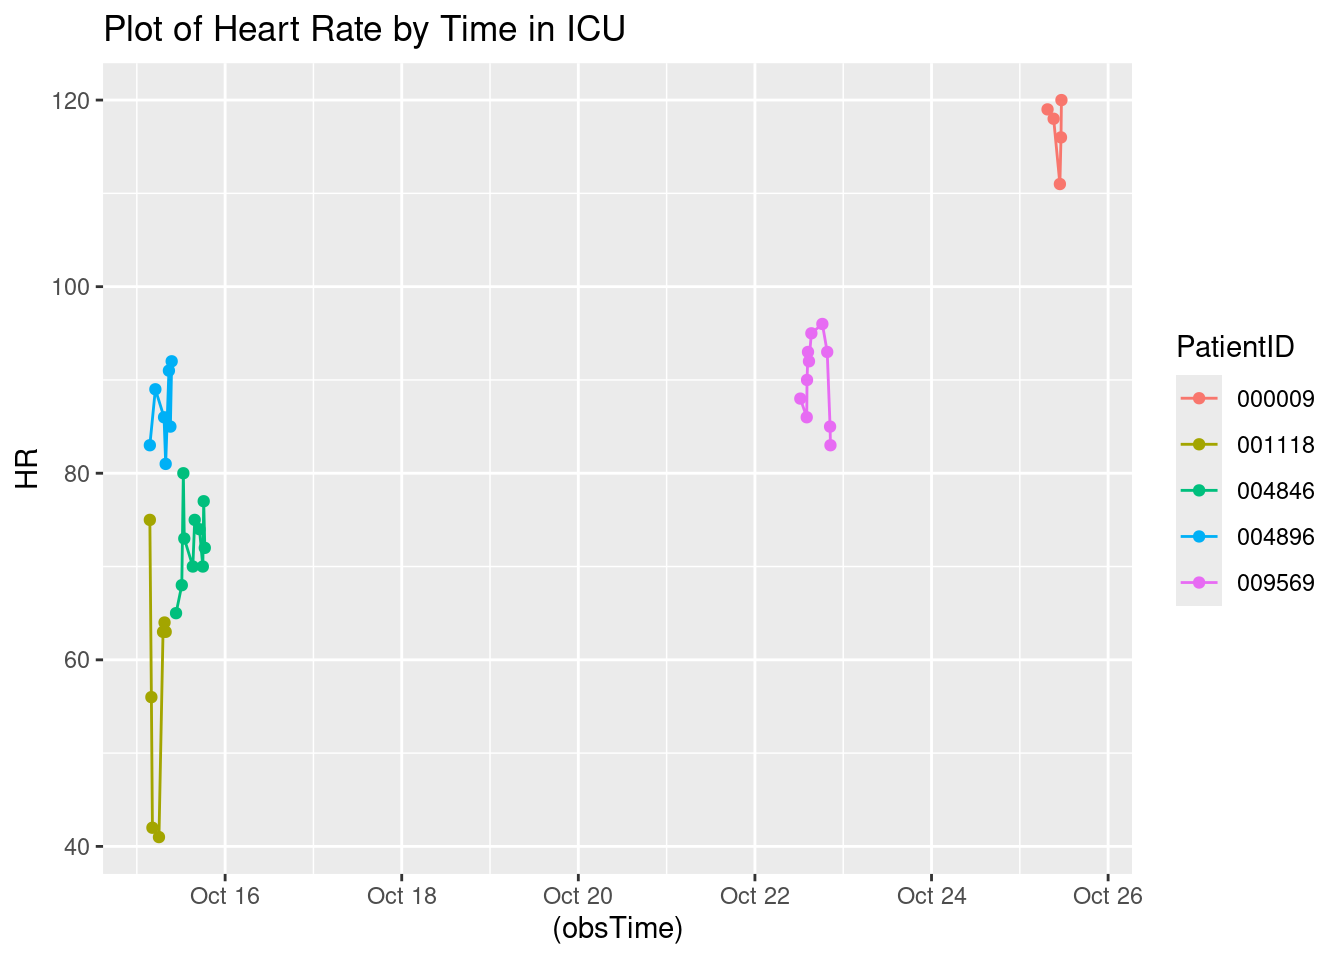 Plot of Heart Rate by Time in ICU
120
100
80
60
40
HR
Oct 16 Oct 18 Oct 20 Oct 22 Oct 24 Oct 26
(obsTime)
PatientID
000009
001118
004846
004896
009569